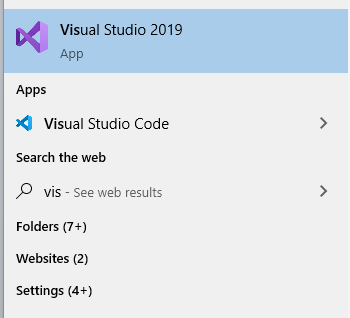 Visual Studio 2019
App
Apps
Visual Studio Code
Search the web
vis - See web results
Folders (7+)
Websites (2)
Settings (4+)